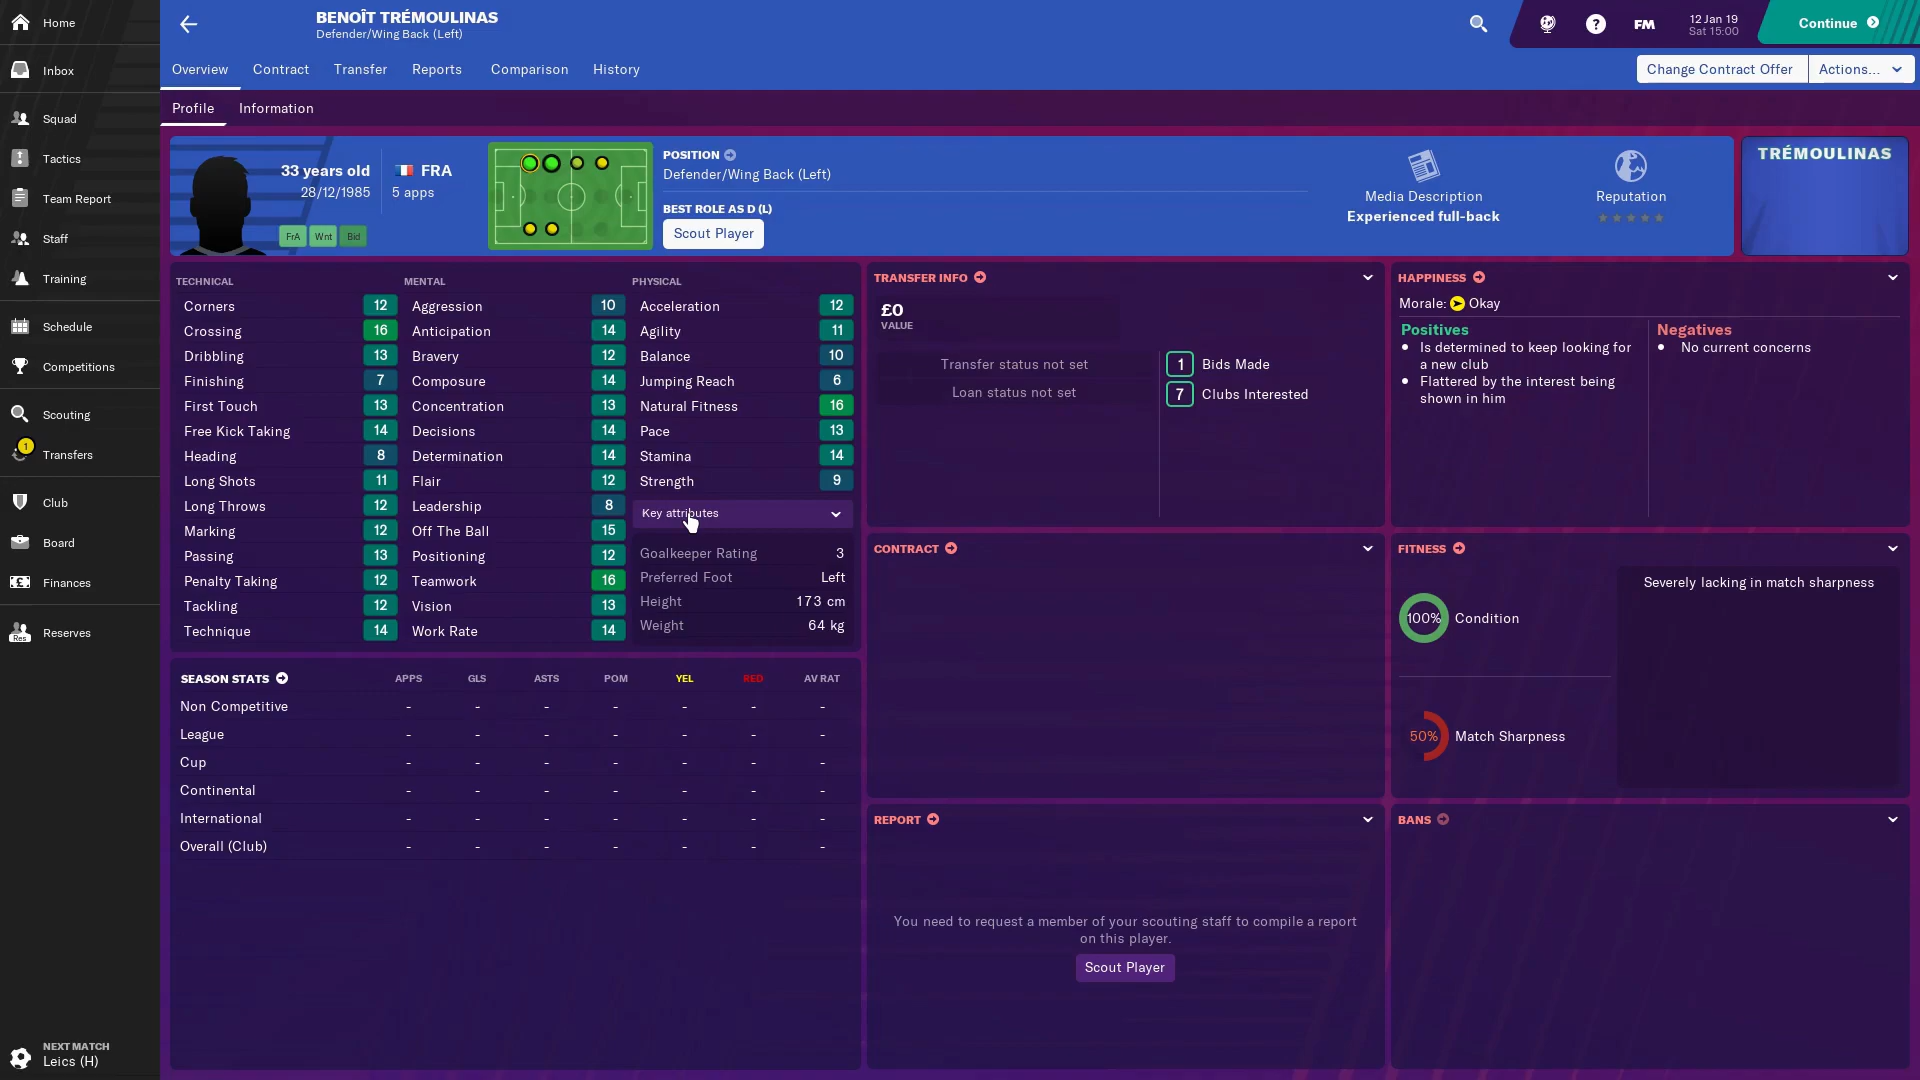 Home
Inbox
Squad
Tactics
Team Report
Staff
Training
Schedule
Competitions
Scouting
1
Transfers
Club
Board
Finances
Res
Reserves
NEXT MATCH
Leics (H)
BENOÎT TRÉMOULINAS
Defender/Wing Back (Left)
?
FM
12 Jan 19
Sat 15:00
Continue
Overview
Contract
Transfer
Reports
Comparison
History
Change Contract Offer
Actions...
Profile
Information
33 years old
28/12/1985
FRA
5 apps
FrA
Wnt
Bid
POSITION
Defender/Wing Back (Left)
BEST ROLE AS D (L)
Scout Player
Media Description
Experienced full-back
Reputation
TRÉMOULINAS
TECHNICAL
Corners 12
Crossing 16
Dribbling 13
Finishing 7
First Touch 13
Free Kick Taking 14
Heading 8
Long Shots 11
Long Throws 12
Marking 12
Passing 13
Penalty Taking 12
Tackling 12
Technique 14
MENTAL
Aggression 10
Anticipation 14
Bravery 12
Composure 14
Concentration 13
Decisions 14
Determination 14
Flair 12
Leadership 8
Off The Ball 15
Positioning 12
Teamwork 16
Vision 13
Work Rate 14
PHYSICAL
Acceleration 12
Agility 11
Balance 10
Jumping Reach 6
Natural Fitness 16
Pace 13
Stamina 14
Strength 9
Key attributes
Goalkeeper Rating 3
Preferred Foot Left
Height 173 cm
Weight 64 kg
SEASON STATS APPS GLS ASTS POM YEL RED AV RAT
Non Competitive - - - - - - -
League - - - - - - -
Cup - - - - - - -
Continental - - - - - - -
International - - - - - - -
Overall (Club) - - - - - - -
TRANSFER INFO
£0
VALUE
Transfer status not set
Loan status not set
1 Bids Made
7 Clubs Interested
HAPPINESS
Morale: Okay
Positives
• Is determined to keep looking for
a new club
• Flattered by the interest being
shown in him
Negatives
• No current concerns
CONTRACT
FITNESS
100% Condition
50% Match Sharpness
Severely lacking in match sharpness
REPORT
You need to request a member of your scouting staff to compile a report
on this player.
Scout Player
BANS